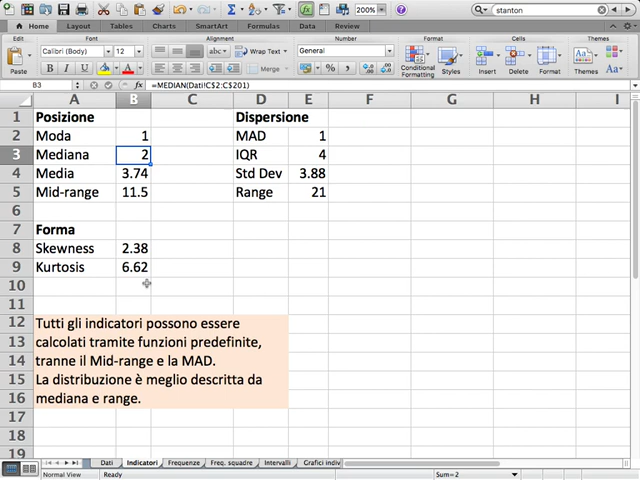 200%
stanton
Home
Layout
Tables
Charts
SmartArt
Formulas
Data
Review
Edit
Font
Alignment
Number
Format
Cells
Themes
Paste
Calibri (Body)
12
B I U
abc
Wrap Text
Merge
General
%
Conditional
Formatting
Styles
Insert
Delete
Format
Themes
Aa
B3
fx
=MEDIAN(Dati!C$2:C$201)
A B C D E F G H I
1 Posizione Dispersione
2 Moda 1 MAD 1
3 Mediana 2 IQR 4
4 Media 3.74 Std Dev 3.88
5 Mid-range 11.5 Range 21
6
7 Forma
8 Skewness 2.38
9 Kurtosis 6.62
10
11
12 Tutti gli indicatori possono essere
13 calcolati tramite funzioni predefinite,
14 tranne il Mid-range e la MAD.
15 La distribuzione è meglio descritta da
16 mediana e range.
17
18
19
Dati
Indicatori
Frequenze
Freq. squadre
Intervalli
Grafici indiv
Normal View
Ready
Sum=2